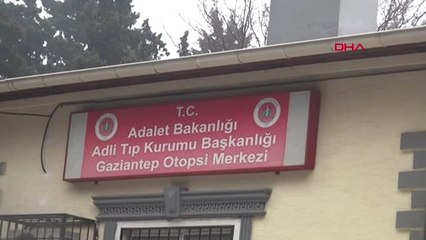 DHA
T.C.
Adalet Bakanlığı
Adli Tıp Kurumu Başkanlığı
Gaziantep Otopsi Merkezi